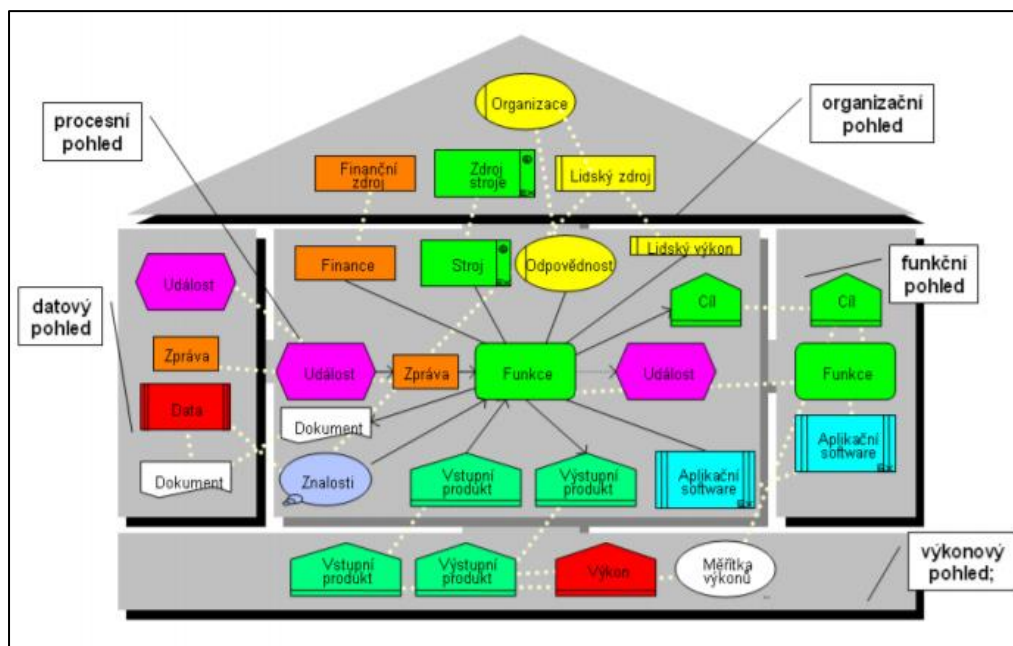 procesní
pohled
organizační
pohled
Organizace
Finanční
zdroj
Zdroj
stroje
Lidský zdroj
datový
pohled
Událost
Zpráva
Data
Dokument
Finance
Stroj
Odpovědnost
Lidský výkon
Cíl
Událost
Zpráva
Funkce
Událost
Dokument
Znalosti
Vstupní
produkt
Výstupní
produkt
Aplikační
software
funkční
pohled
Cíl
Funkce
Aplikační
software
Vstupní
produkt
Výstupní
produkt
Výkon
Měřítka
výkonů
výkonový
pohled;